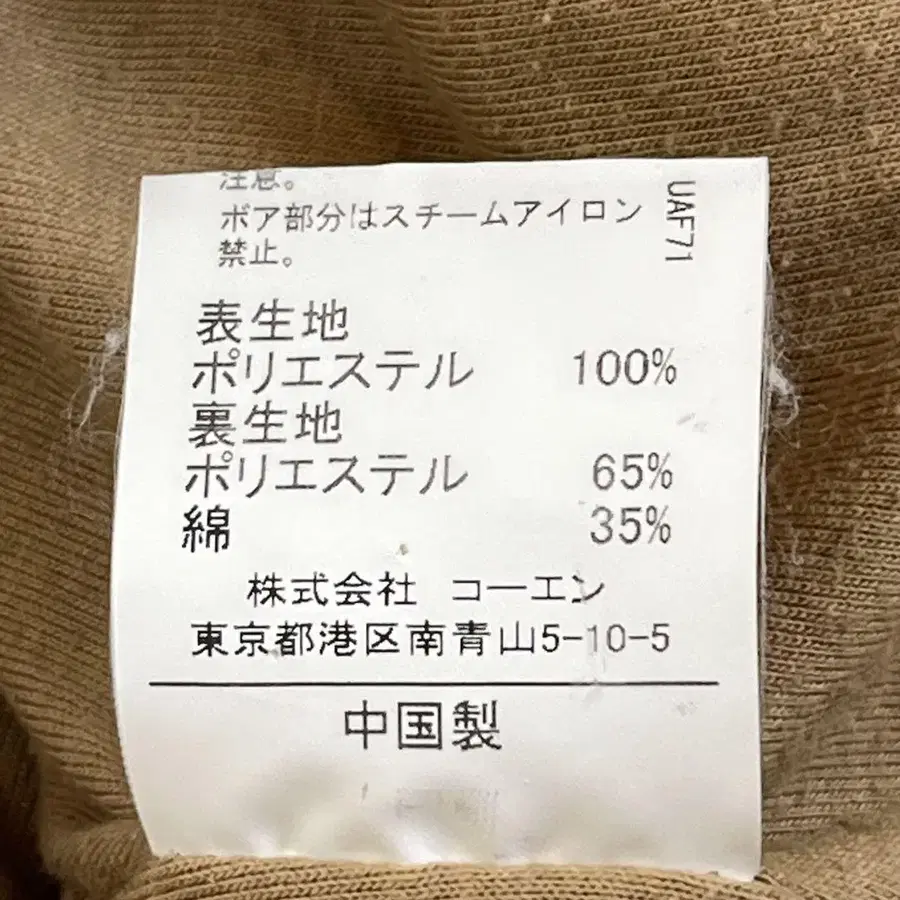 注意。
ボア部分はスチームアイロン
禁止。
UAF71
表生地
ポリエステル 100%
裏生地
ポリエステル 65%
綿 35%
株式会社 コーエン
東京都港区南青山5-10-5
中国製